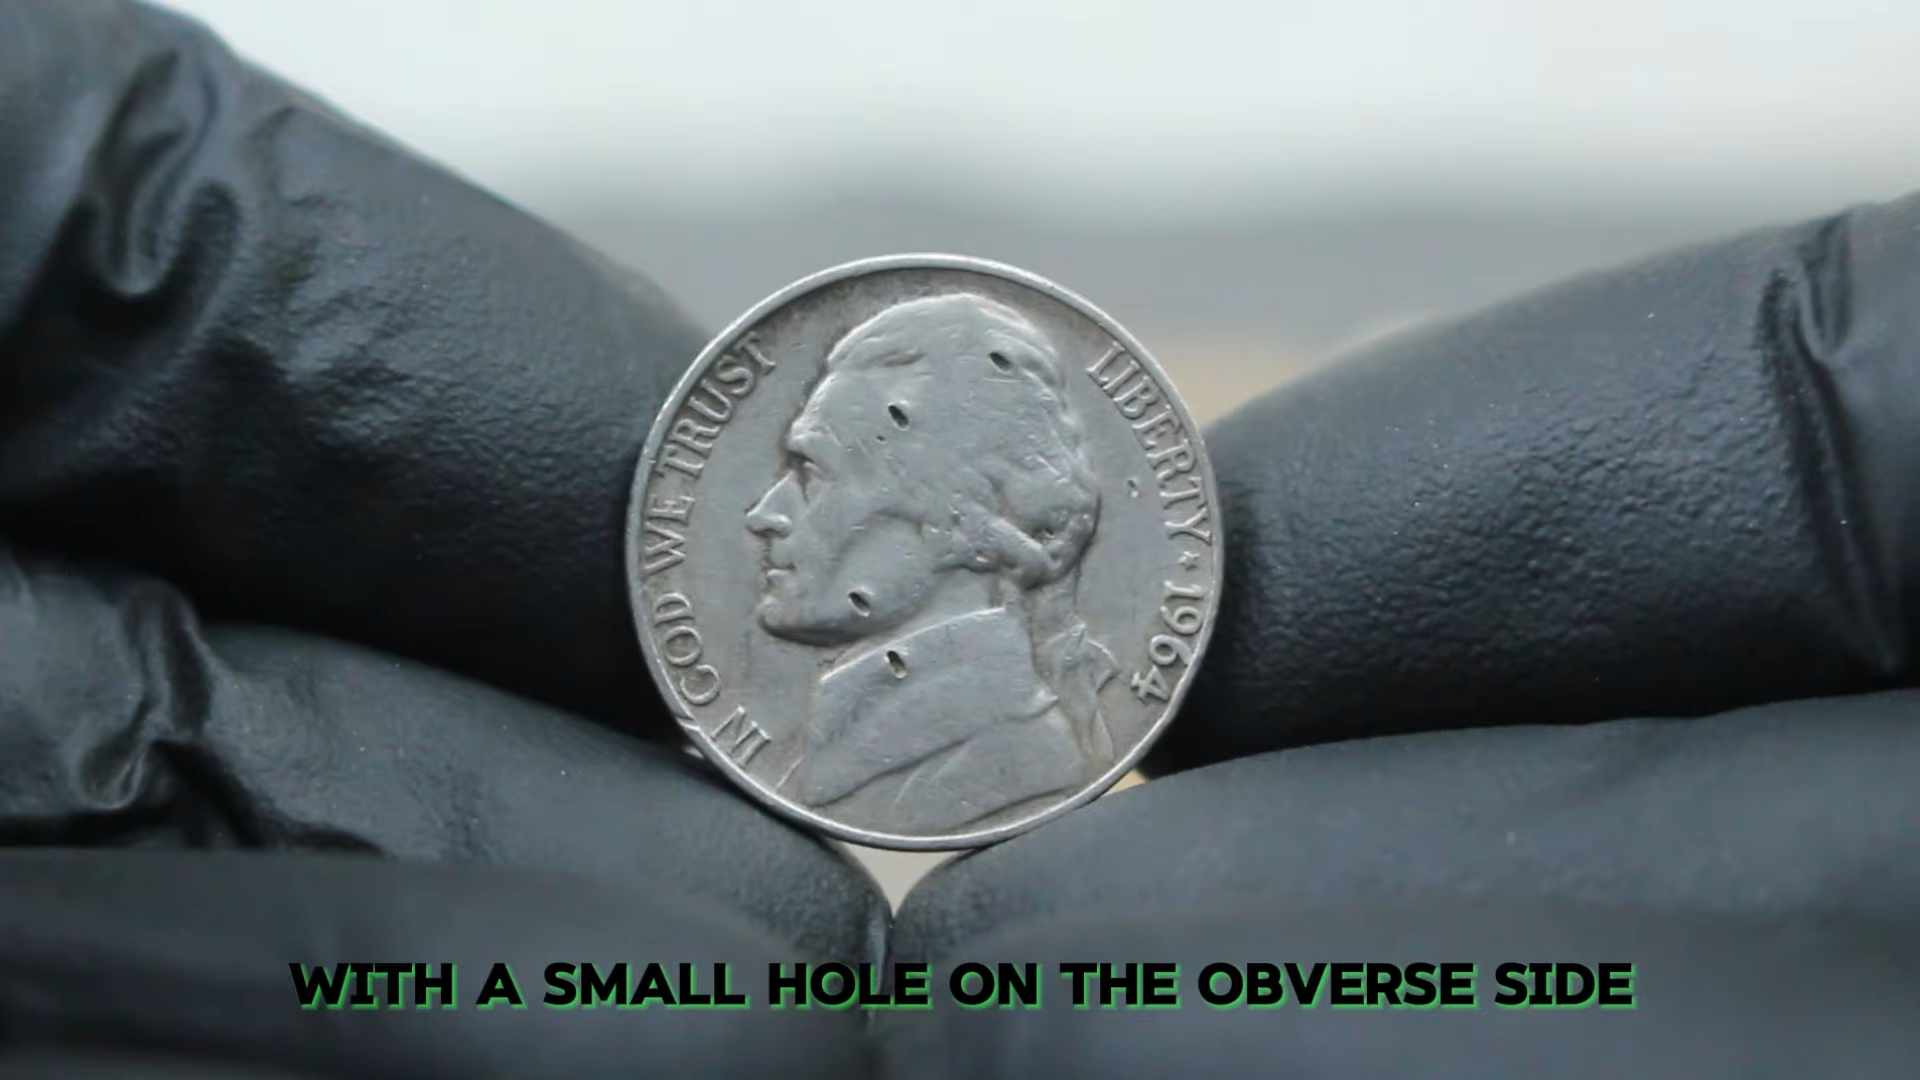 IN GOD WE TRUST
LIBERTY ★ 1964
WITH A SMALL HOLE ON THE OBVERSE SIDE